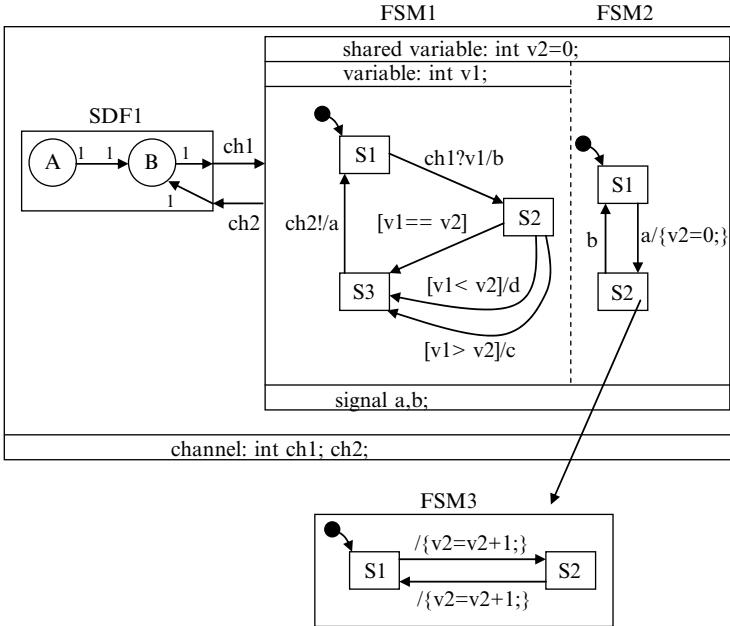 FSM1
FSM2
shared variable: int v2=0;
variable: int v1;
SDF1
A
1
1
B
1
1
ch1
ch2
S1
ch1?v1/b
S2
ch2!/a
[v1== v2]
S3
[v1< v2]/d
[v1> v2]/c
S1
b
a/{v2=0;}
S2
signal a,b;
channel: int ch1; ch2;
FSM3
/{v2=v2+1;}
S1
S2
/{v2=v2+1;}